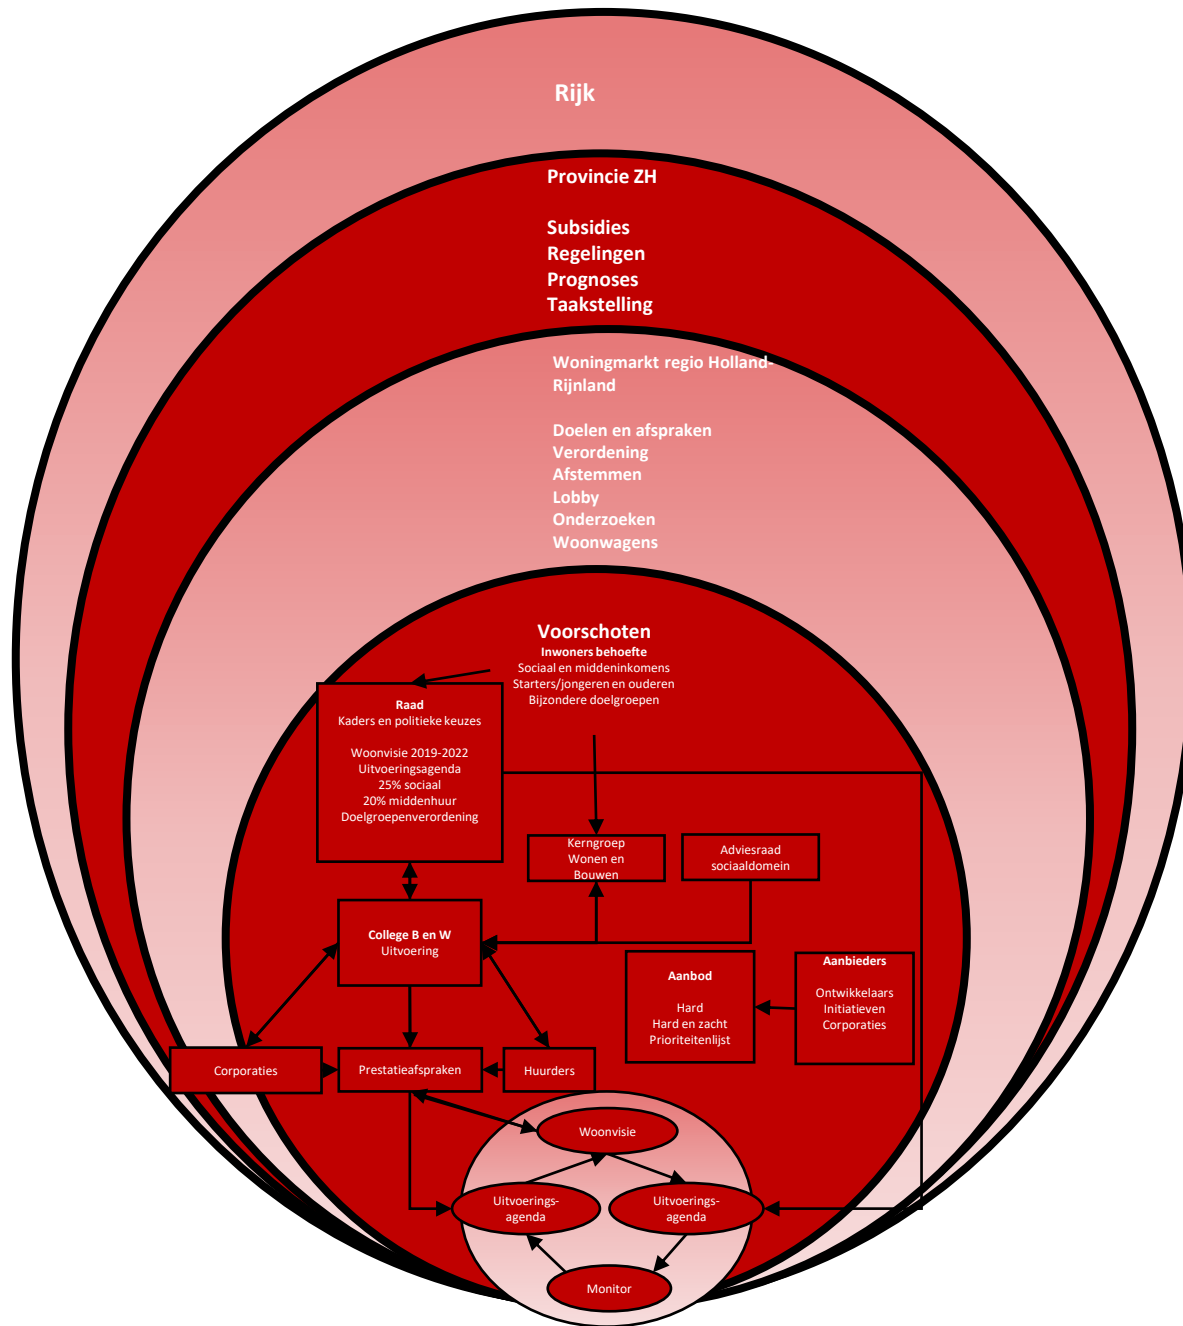 Rijk
Provincie ZH
Subsidies
Regelingen
Prognoses
Taakstelling
Woningmarkt regio Holland-
Rijnland
Doelen en afspraken
Verordening
Afstemmen
Lobby
Onderzoeken
Woonwagens
Voorschoten
Inwoners behoefte
Sociaal en middeninkomens
Starters/jongeren en ouderen
Bijzondere doelgroepen
Raad
Kaders en politieke keuzes
Woonvisie 2019-2022
Uitvoeringsagenda
25% sociaal
20% middenhuur
Doelgroepenverordening
Kerngroep
Wonen en
Bouwen
Adviesraad
sociaaldomein
College B en W
Uitvoering
Aanbod
Hard
Hard en zacht
Prioriteitenlijst
Aanbieders
Ontwikkelaars
Initiatieven
Corporaties
Corporaties
Prestatieafspraken
Huurders
Woonvisie
Uitvoerings-
agenda
Uitvoerings-
agenda
Monitor